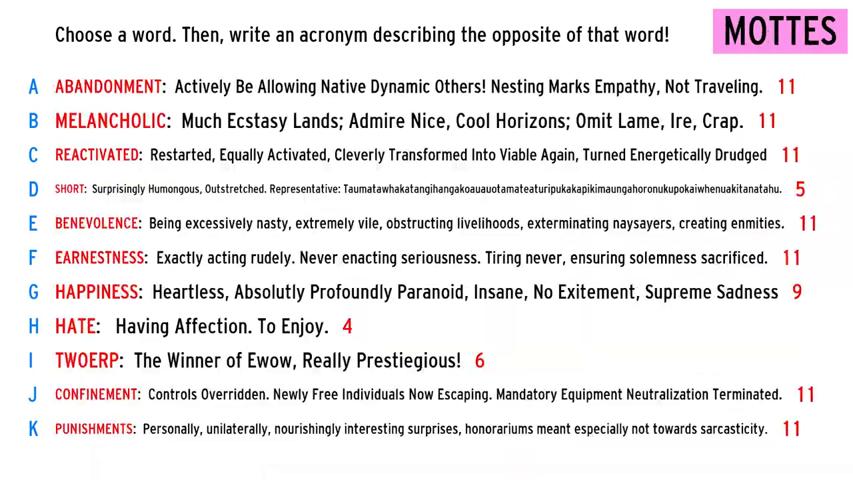 Choose a word. Then, write an acronym describing the opposite of that word!
MOTTES
A ABANDONMENT: Actively Be Allowing Native Dynamic Others! Nesting Marks Empathy, Not Traveling. 11
B MELANCHOLIC: Much Ecstasy Lands; Admire Nice, Cool Horizons; Omit Lame, Ire, Crap. 11
C REACTIVATED: Restarted, Equally Activated, Cleverly Transformed Into Viable Again, Turned Energetically Drudged 11
D SHORT: Surprisingly Humongous, Outstretched. Representative: Taumatawhakatangihangakoauauotamateaturipukakapikimaungahoronukupokaiwhenuakitanatahu. 5
E BENEVOLENCE: Being excessively nasty, extremely vile, obstructing livelihoods, exterminating naysayers, creating enmities. 11
F EARNESTNESS: Exactly acting rudely. Never enacting seriousness. Tiring never, ensuring solemness sacrificed. 11
G HAPPINESS: Heartless, Absolutly Profoundly Paranoid, Insane, No Exitement, Supreme Sadness 9
H HATE: Having Affection. To Enjoy. 4
I TWOERP: The Winner of Ewow, Really Prestiegious! 6
J CONFINEMENT: Controls Overridden. Newly Free Individuals Now Escaping. Mandatory Equipment Neutralization Terminated. 11
K PUNISHMENTS: Personally, unilaterally, nourishingly interesting surprises, honorariums meant especially not towards sarcasticity. 11